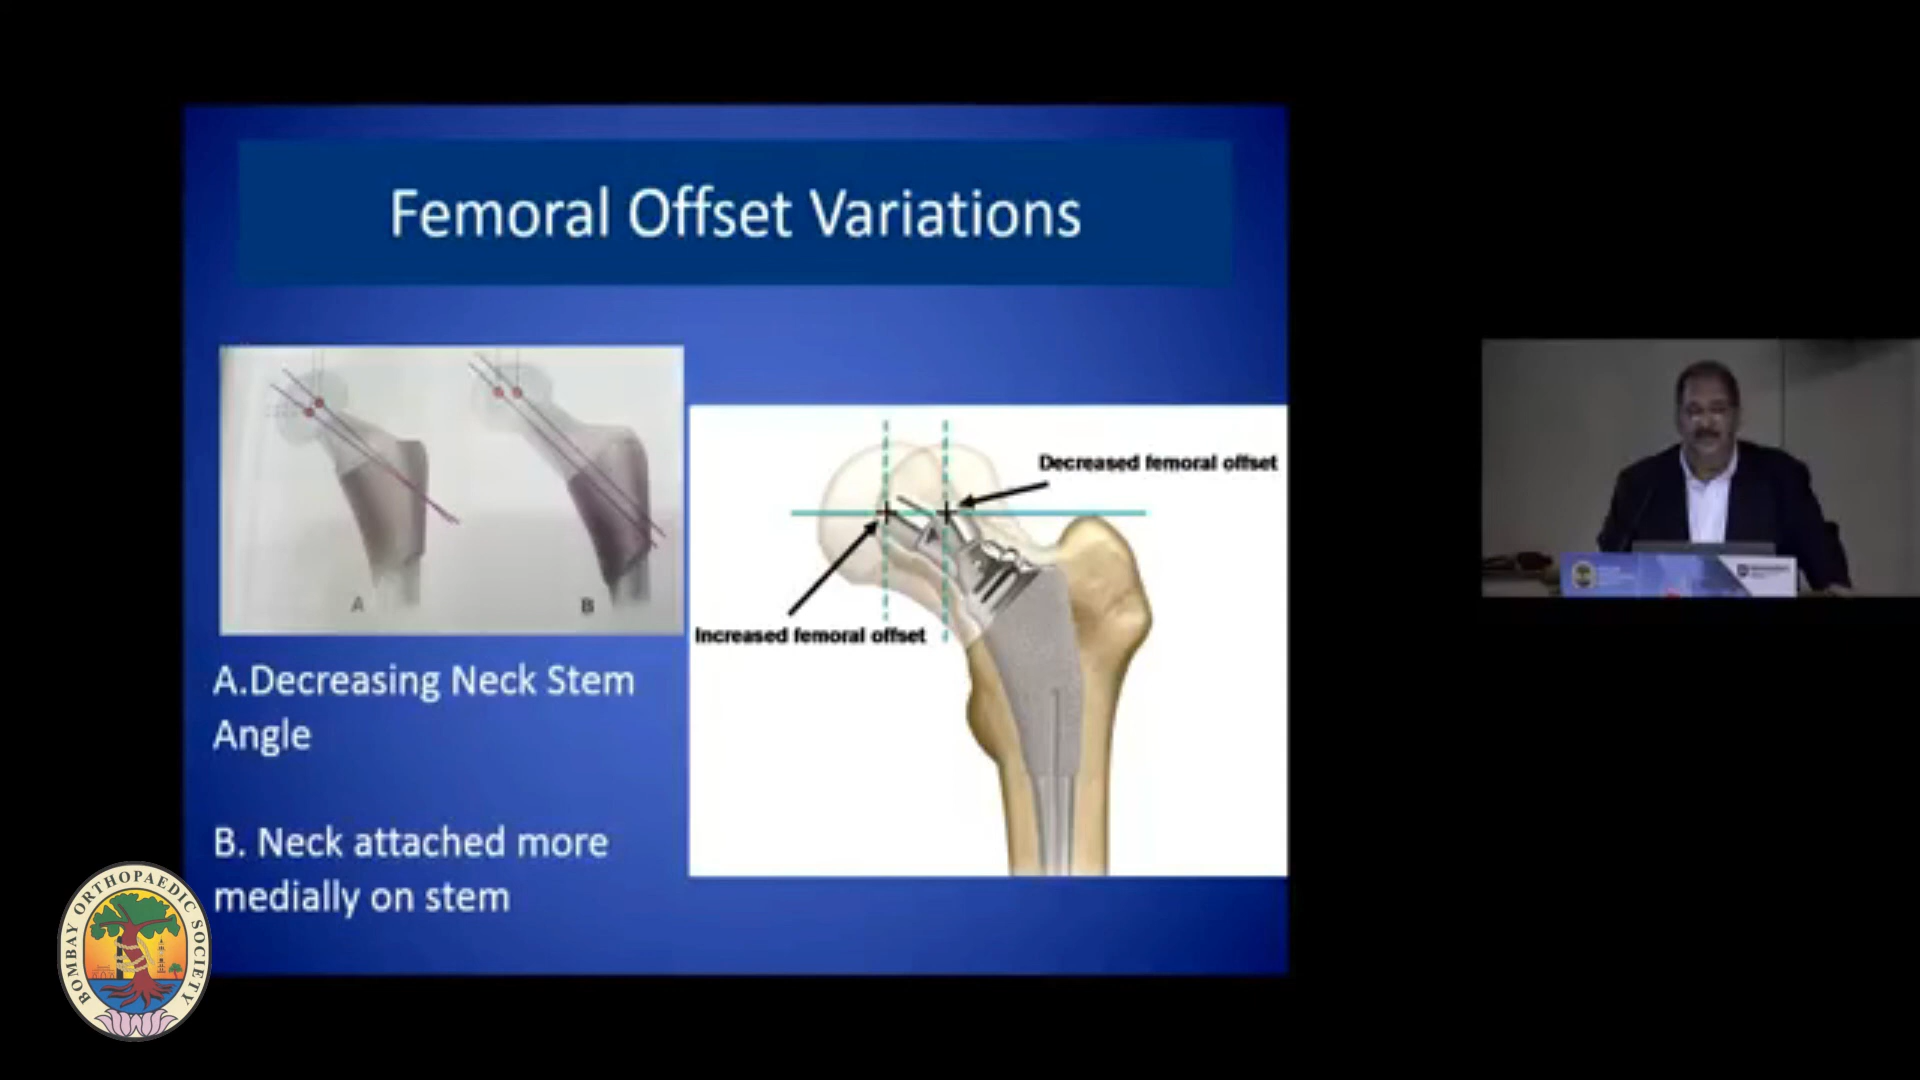 Femoral Offset Variations
A
B
Decreased femoral offset
Increased femoral offset
A.Decreasing Neck Stem
Angle
B. Neck attached more
medially on stem
BOMBAY ORTHOPAEDIC SOCIETY